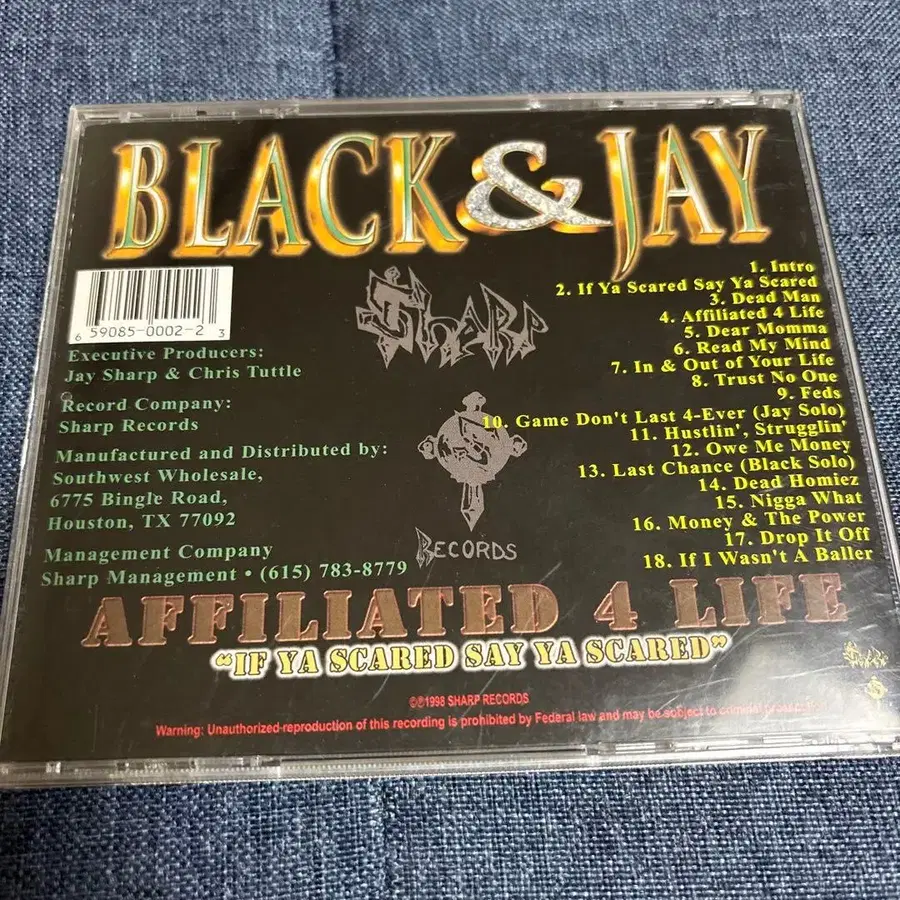 BLACK & JAY
6 59085-0002-2 3
Executive Producers:
Jay Sharp & Chris Tuttle
Record Company:
Sharp Records
Manufactured and Distributed by:
Southwest Wholesale,
6775 Bingle Road,
Houston, TX 77092
Management Company
Sharp Management • (615) 783-8779
Sharp
RECORDS
1. Intro
2. If Ya Scared Say Ya Scared
3. Dead Man
4. Affiliated 4 Life
5. Dear Momma
6. Read My Mind
7. In & Out of Your Life
8. Trust No One
9. Feds
10. Game Don't Last 4-Ever (Jay Solo)
11. Hustlin', Strugglin'
12. Owe Me Money
13. Last Chance (Black Solo)
14. Dead Homiez
15. Nigga What
16. Money & The Power
17. Drop It Off
18. If I Wasn't A Baller
AFFILIATED 4 LIFE
"IF YA SCARED SAY YA SCARED"
©℗1998 SHARP RECORDS
Warning: Unauthorized reproduction of this recording is prohibited by Federal law and may be subject to criminal prosecution